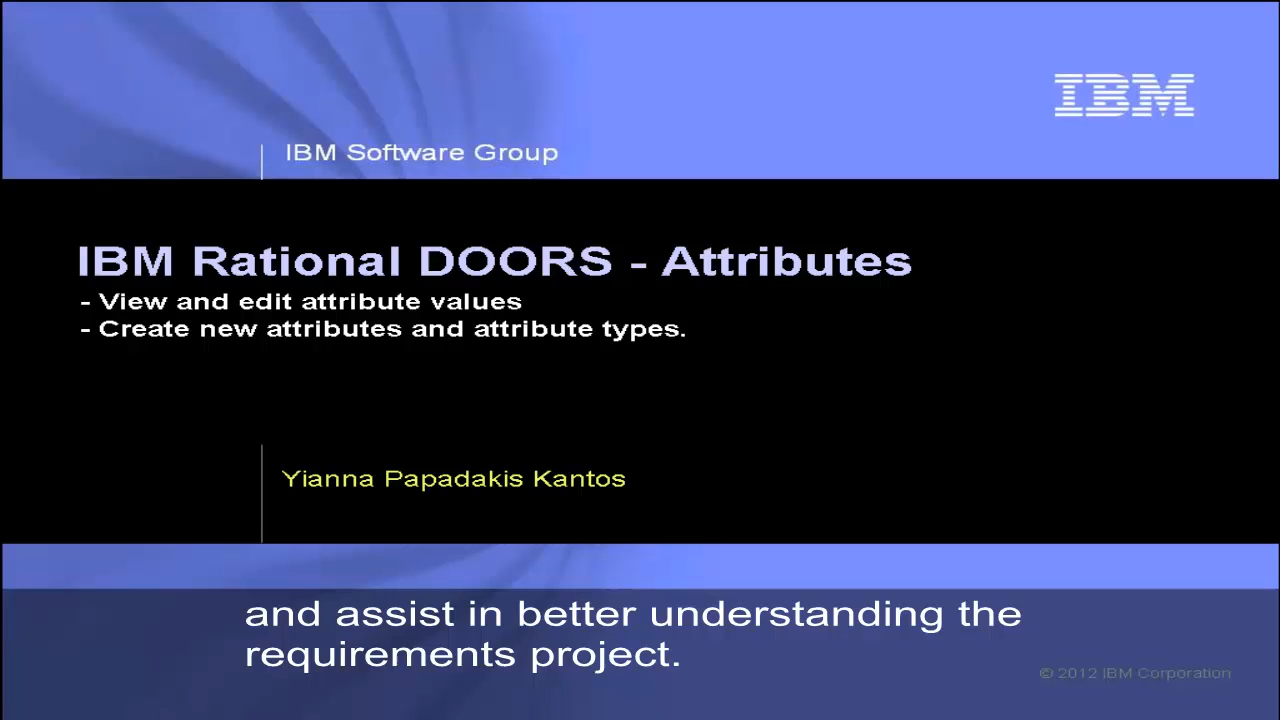 IBM
IBM Software Group
IBM Rational DOORS - Attributes
- View and edit attribute values
- Create new attributes and attribute types.
Yianna Papadakis Kantos
and assist in better understanding the
requirements project.
© 2012 IBM Corporation